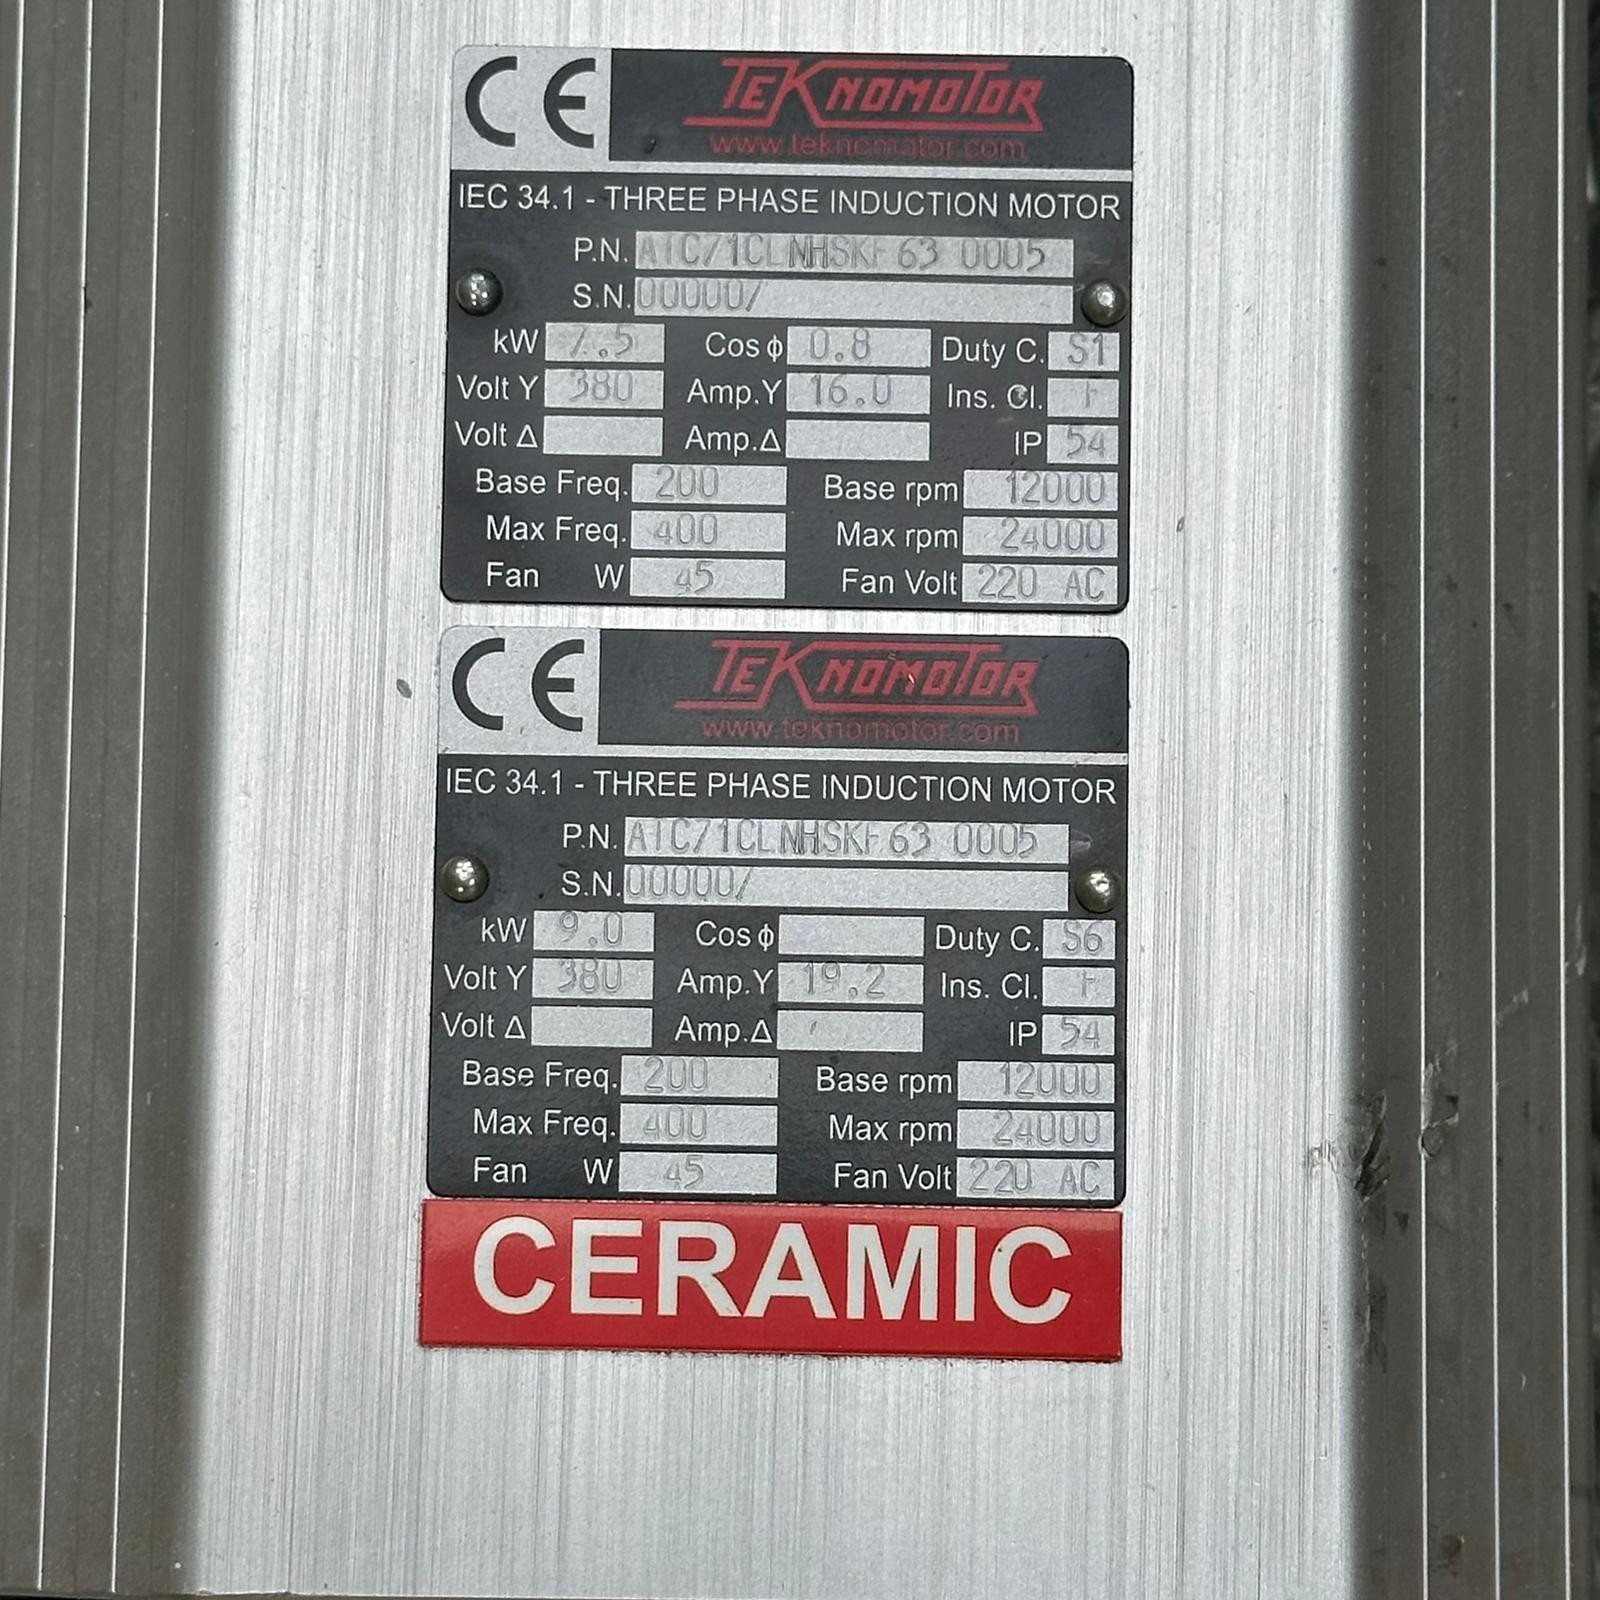 CE TEKNOMOTOR
www.teknomotor.com
IEC 34.1 - THREE PHASE INDUCTION MOTOR
P.N. ATC71CLNHSKF63 0005
S.N. 00000/
kW 7.5 Cos ϕ 0.8 Duty C. S1
Volt Y 380 Amp.Y 16.0 Ins. Cl. F
Volt Δ Amp.Δ IP 54
Base Freq. 200 Base rpm 12000
Max Freq. 400 Max rpm 24000
Fan W 45 Fan Volt 220 AC
CE TEKNOMOTOR
www.teknomotor.com
IEC 34.1 - THREE PHASE INDUCTION MOTOR
P.N. ATC71CLNHSKF63 0005
S.N. 00000/
kW 9.0 Cos ϕ Duty C. S6
Volt Y 380 Amp.Y 19.2 Ins. Cl. F
Volt Δ Amp.Δ IP 54
Base Freq. 200 Base rpm 12000
Max Freq. 400 Max rpm 24000
Fan W 45 Fan Volt 220 AC
CERAMIC